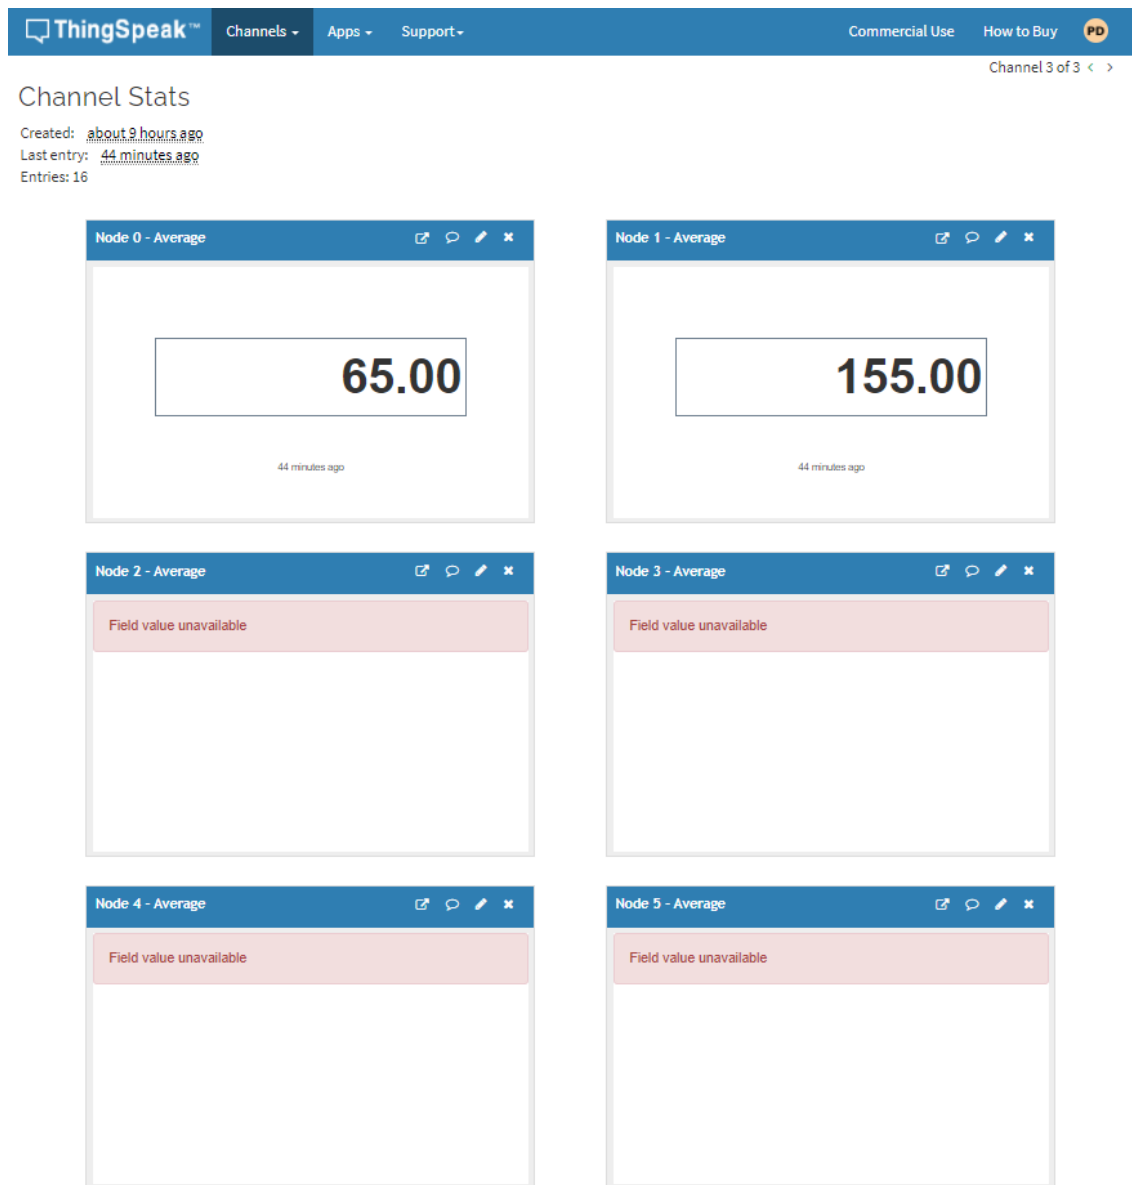 ThingSpeak™ Channels Apps Support Commercial Use How to Buy PD
Channel 3 of 3 < >
Channel Stats
Created: about 9 hours ago
Last entry: 44 minutes ago
Entries: 16
Node 0 - Average
65.00
44 minutes ago
Node 1 - Average
155.00
44 minutes ago
Node 2 - Average
Field value unavailable
Node 3 - Average
Field value unavailable
Node 4 - Average
Field value unavailable
Node 5 - Average
Field value unavailable